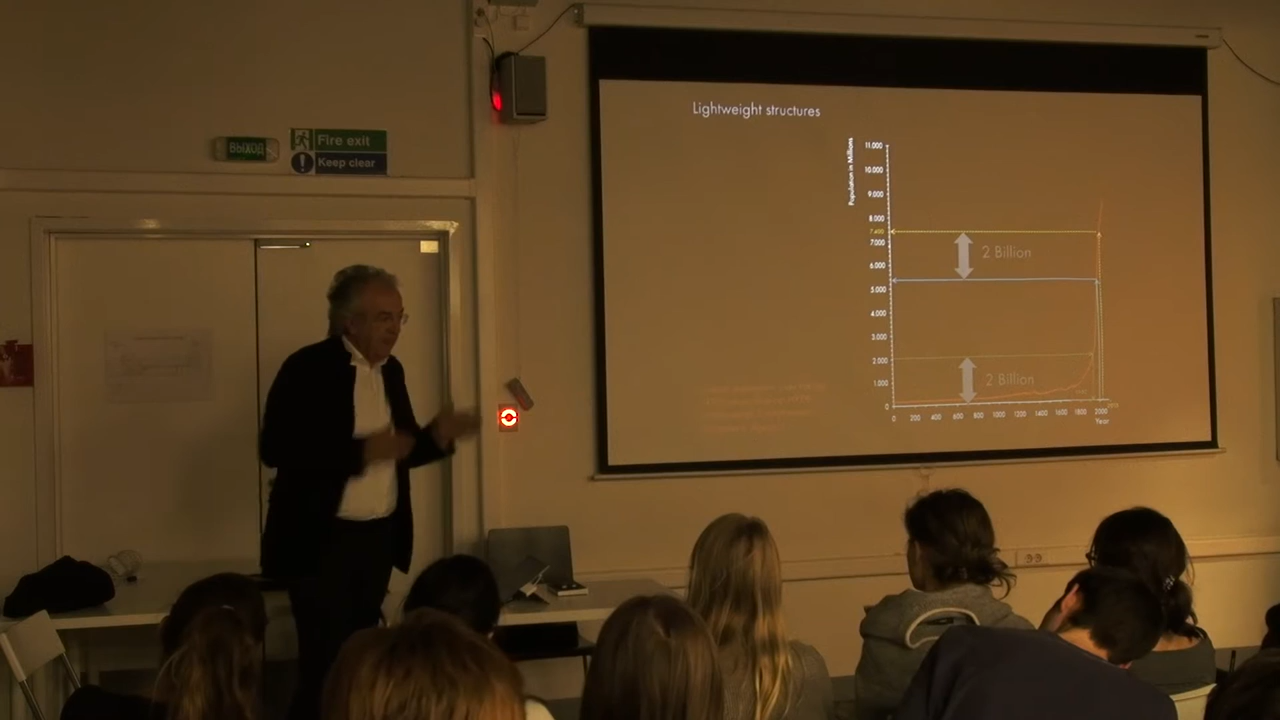 ВЫХОД
Fire exit
Keep clear
Lightweight structures
Population in Millions
11.000
10.000
9.000
8.000
7.400
7.000
6.000
5.000
4.000
3.000
2.000
1.000
0
2 Billion
2 Billion
0 200 400 600 800 1000 1200 1400 1600 1800 2000
Year